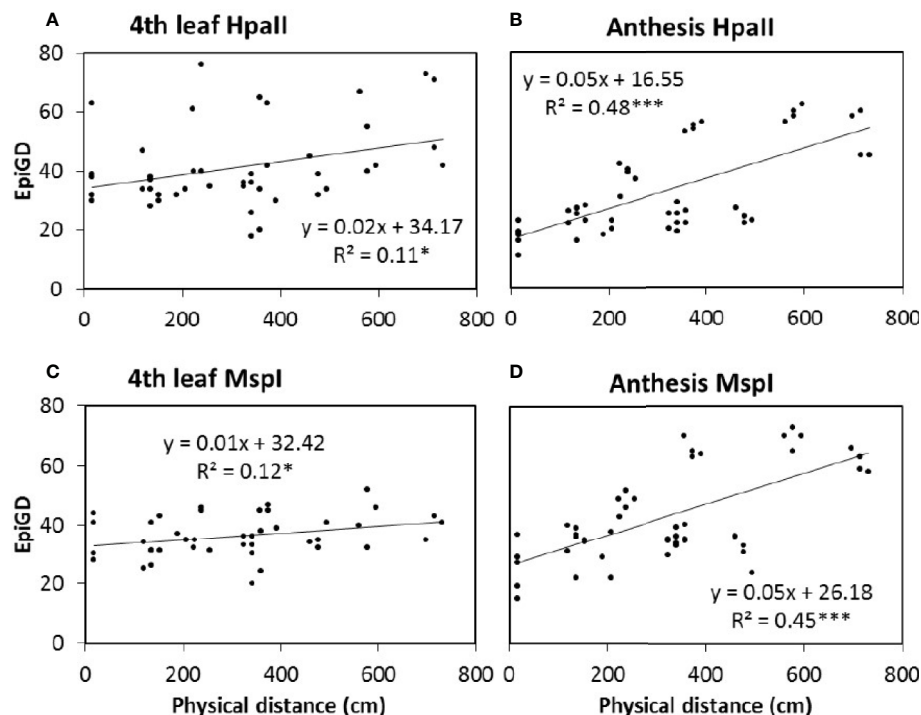 A
4th leaf HpaII
80
60
40
20
0
EpiGD
0 200 400 600 800
y = 0.02x + 34.17
R² = 0.11*
B
Anthesis HpaII
y = 0.05x + 16.55
R² = 0.48***
0 200 400 600 800
C
4th leaf MspI
80
60
40
20
0
EpiGD
y = 0.01x + 32.42
R² = 0.12*
0 200 400 600 800
Physical distance (cm)
D
Anthesis MspI
y = 0.05x + 26.18
R² = 0.45***
0 200 400 600 800
Physical distance (cm)